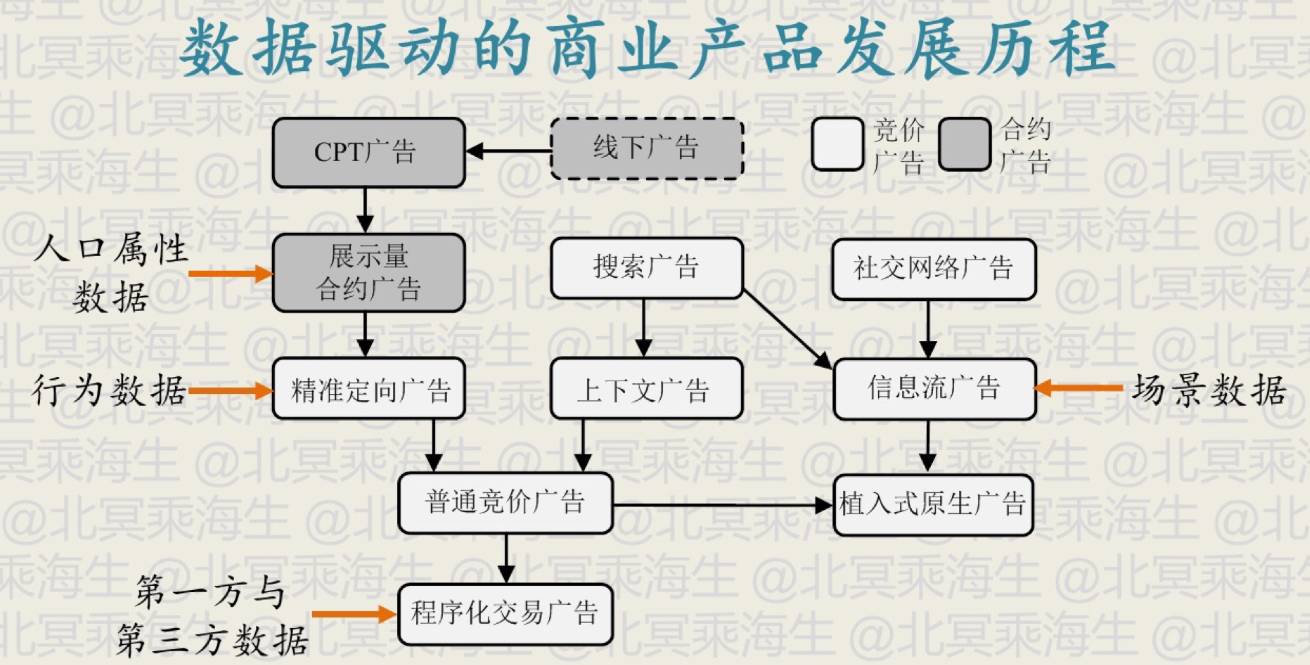 数据驱动的商业产品发展历程
CPT广告
线下广告
竞价
广告
合约
广告
人口属性
数据
展示量
合约广告
搜索广告
社交网络广告
行为数据
精准定向广告
上下文广告
信息流广告
场景数据
普通竞价广告
植入式原生广告
第一方与
第三方数据
程序化交易广告
@北冥乘海生